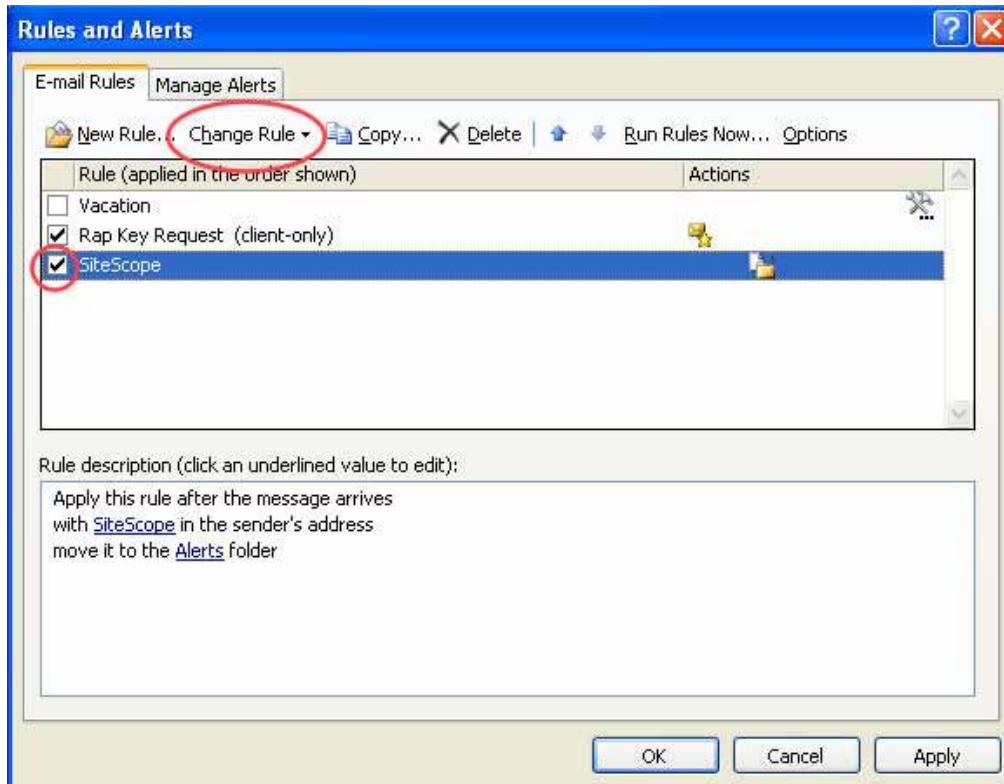 Rules and Alerts
E-mail Rules Manage Alerts
New Rule... Change Rule Copy... Delete Run Rules Now... Options
Rule (applied in the order shown) Actions
Vacation
Rap Key Request (client-only)
SiteScope
Rule description (click an underlined value to edit):
Apply this rule after the message arrives
with SiteScope in the sender's address
move it to the Alerts folder
OK Cancel Apply